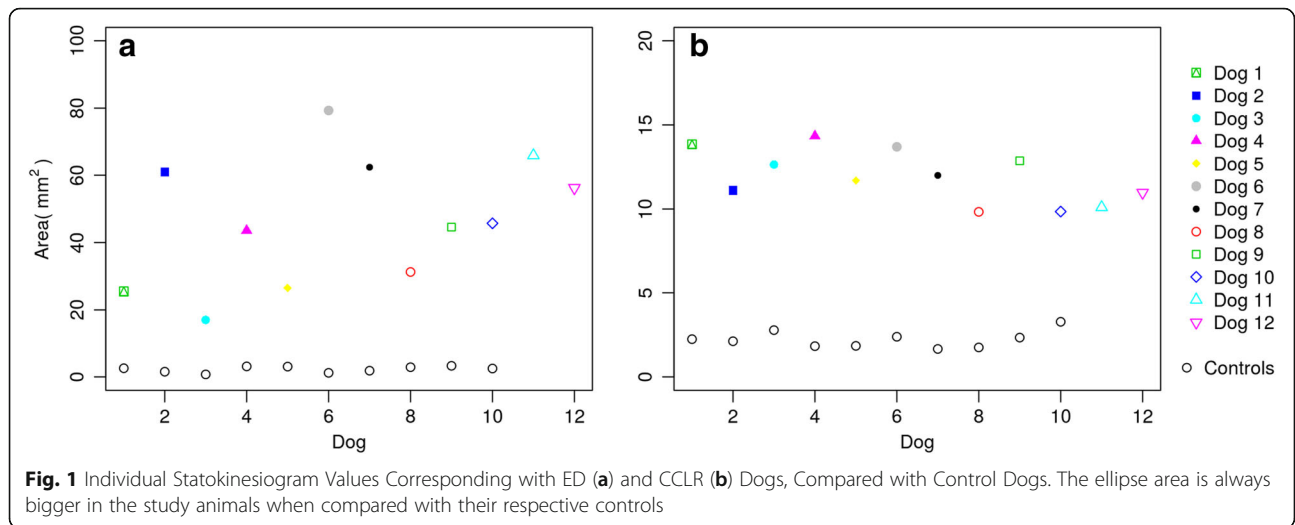 a
100
80
60
40
20
0
Area( mm²)
2 4 6 8 10 12
Dog
b
20
15
10
5
0
2 4 6 8 10 12
Dog
Dog 1
Dog 2
Dog 3
Dog 4
Dog 5
Dog 6
Dog 7
Dog 8
Dog 9
Dog 10
Dog 11
Dog 12
Controls
Fig. 1 Individual Statokinesiogram Values Corresponding with ED (a) and CCLR (b) Dogs, Compared with Control Dogs. The ellipse area is always
bigger in the study animals when compared with their respective controls